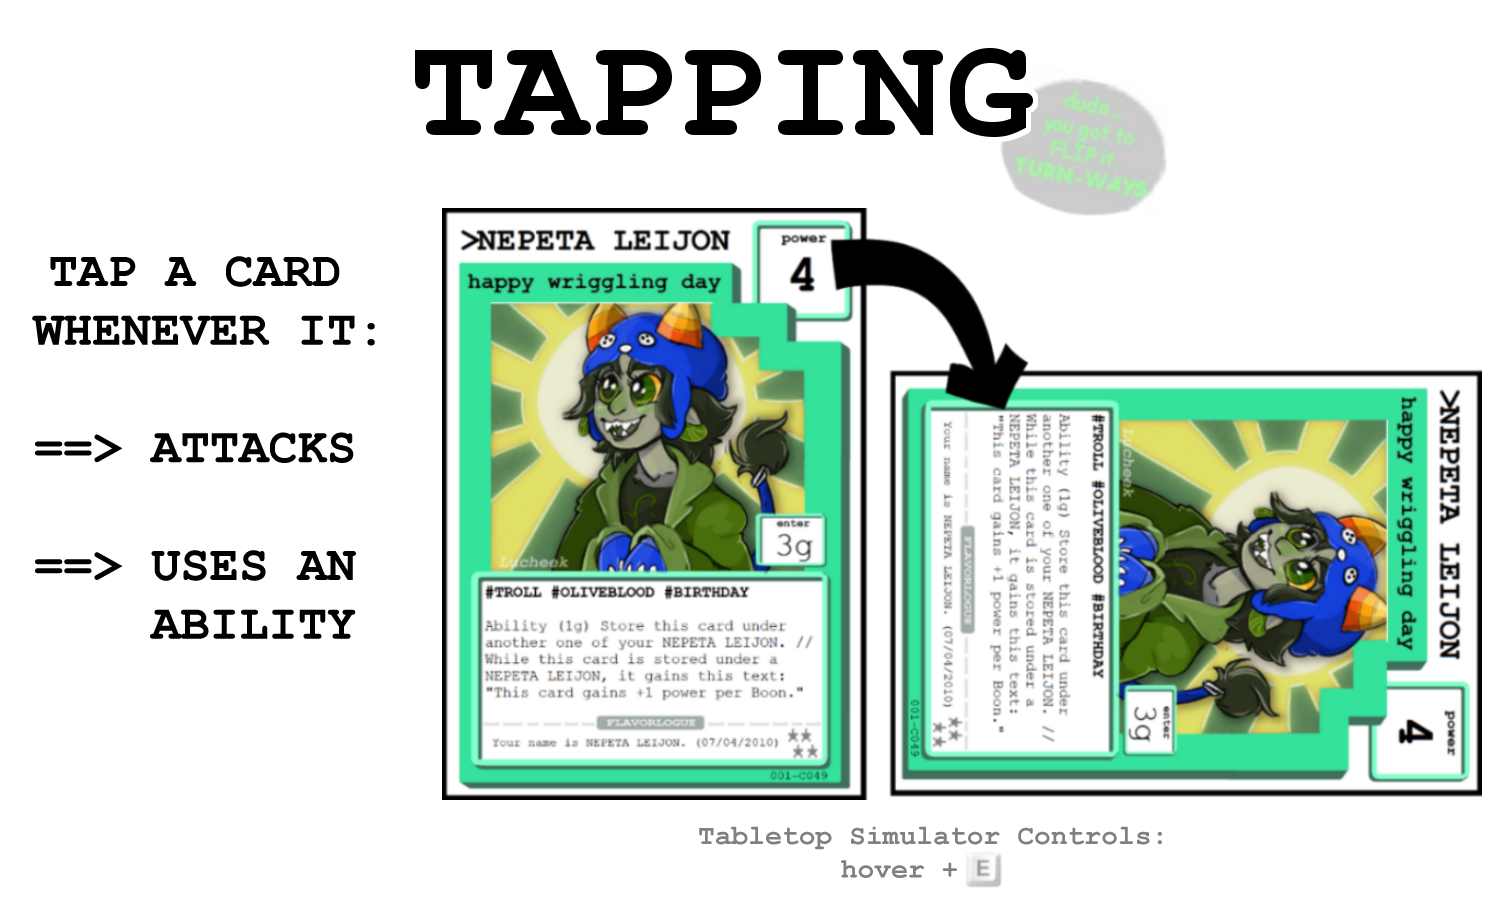 TAPPING
dude...
you got to
FLIP it
TURN-WAYS
TAP A CARD
WHENEVER IT:
==> ATTACKS
==> USES AN
ABILITY
>NEPETA LEIJON
power
4
happy wriggling day
Lucheek
enter
3g
#TROLL #OLIVEBLOOD #BIRTHDAY
Ability (1g) Store this card under
another one of your NEPETA LEIJON. //
While this card is stored under a
NEPETA LEIJON, it gains this text:
"This card gains +1 power per Boon."
FLAVORLOGUE
Your name is NEPETA LEIJON. (07/04/2010)
001-C049
>NEPETA LEIJON
power
4
happy wriggling day
Lucheek
enter
3g
#TROLL #OLIVEBLOOD #BIRTHDAY
Ability (1g) Store this card under
another one of your NEPETA LEIJON. //
While this card is stored under a
NEPETA LEIJON, it gains this text:
"This card gains +1 power per Boon."
FLAVORLOGUE
Your name is NEPETA LEIJON. (07/04/2010)
001-C049
Tabletop Simulator Controls:
hover + E